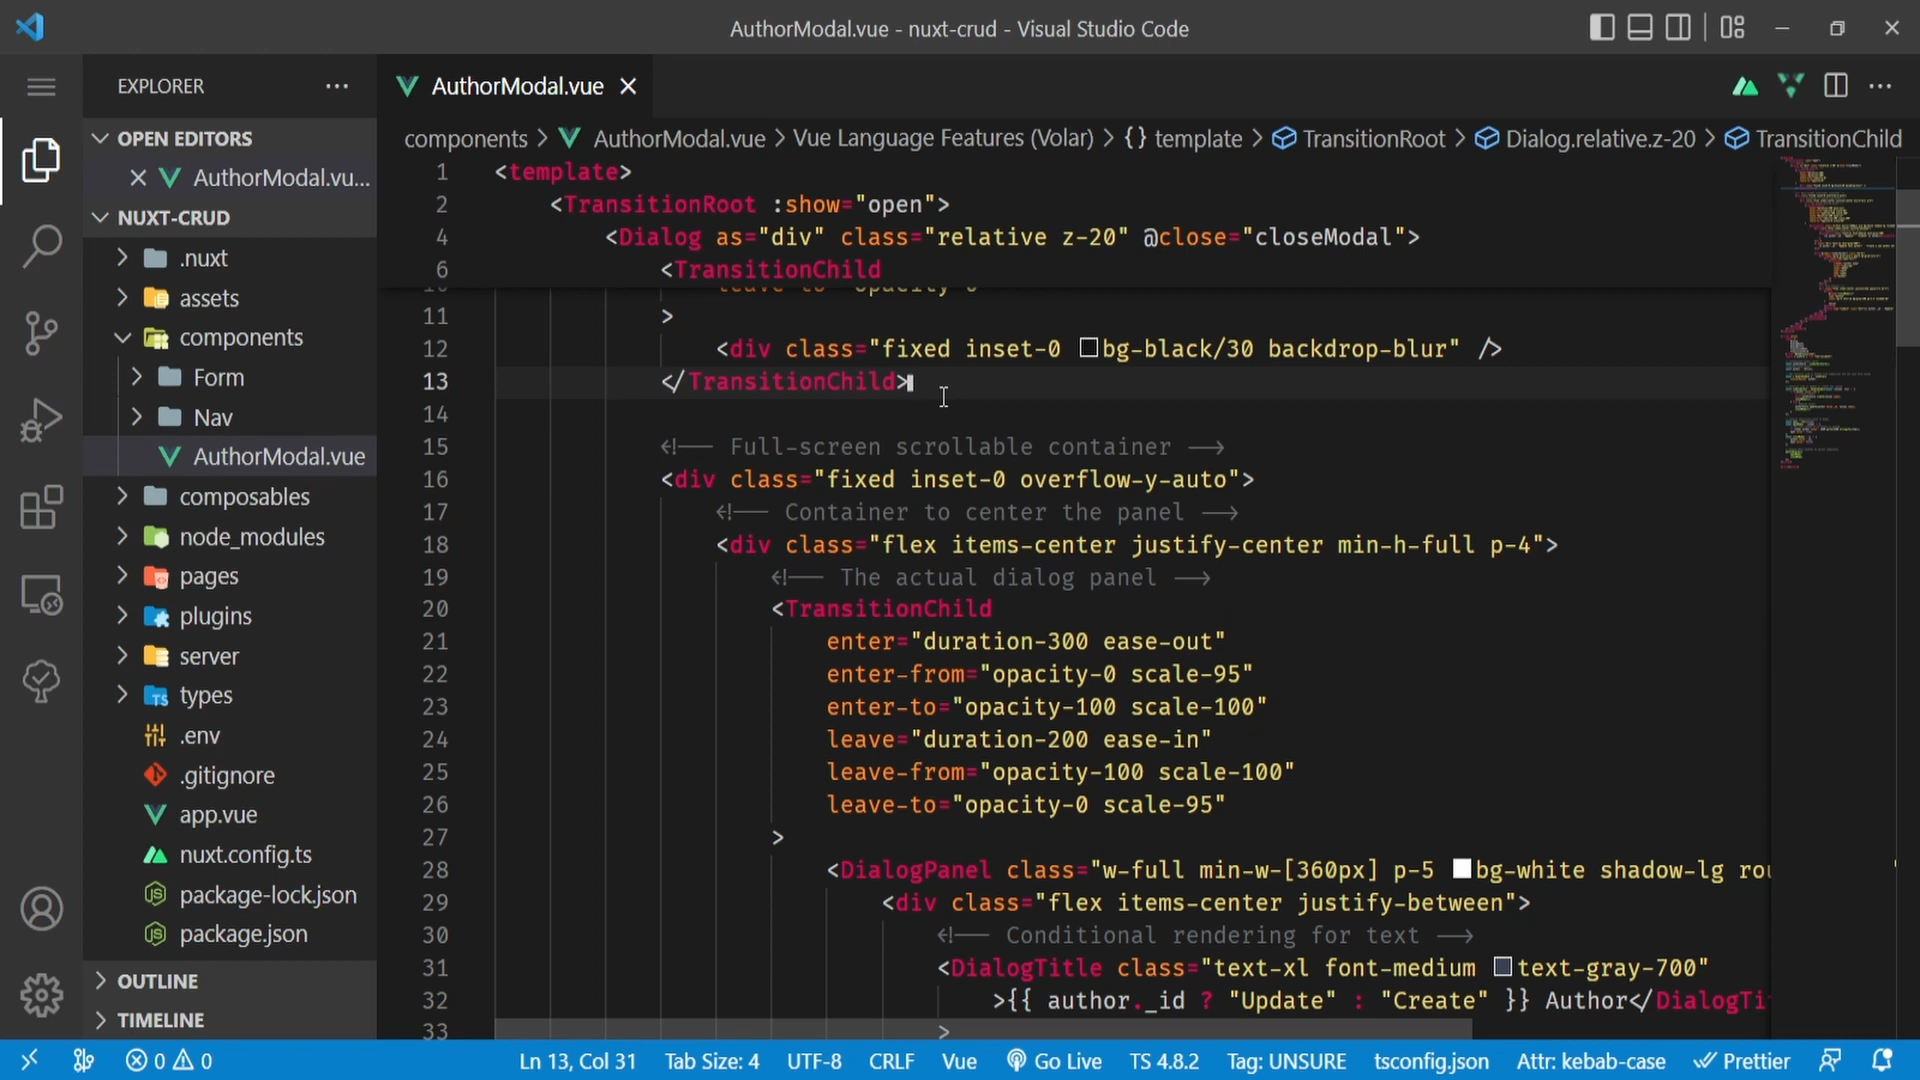 AuthorModal.vue - nuxt-crud - Visual Studio Code
EXPLORER
OPEN EDITORS
AuthorModal.vu...
NUXT-CRUD
.nuxt
assets
components
Form
Nav
AuthorModal.vue
composables
node_modules
pages
plugins
server
types
.env
.gitignore
app.vue
nuxt.config.ts
package-lock.json
package.json
OUTLINE
TIMELINE
AuthorModal.vue
components > AuthorModal.vue > Vue Language Features (Volar) > {} template > TransitionRoot > Dialog.relative.z-20 > TransitionChild
1 <template>
2 <TransitionRoot :show="open">
4 <Dialog as="div" class="relative z-20" @close="closeModal">
6 <TransitionChild
11 >
12 <div class="fixed inset-0 bg-black/30 backdrop-blur" />
13 </TransitionChild>
14
15 <!-- Full-screen scrollable container -->
16 <div class="fixed inset-0 overflow-y-auto">
17 <!-- Container to center the panel -->
18 <div class="flex items-center justify-center min-h-full p-4">
19 <!-- The actual dialog panel -->
20 <TransitionChild
21 enter="duration-300 ease-out"
22 enter-from="opacity-0 scale-95"
23 enter-to="opacity-100 scale-100"
24 leave="duration-200 ease-in"
25 leave-from="opacity-100 scale-100"
26 leave-to="opacity-0 scale-95"
27 >
28 <DialogPanel class="w-full min-w-[360px] p-5 bg-white shadow-lg rou
29 <div class="flex items-center justify-between">
30 <!-- Conditional rendering for text -->
31 <DialogTitle class="text-xl font-medium text-gray-700"
32 >{{ author._id ? "Update" : "Create" }} Author</DialogTi
33 >
0 0
Ln 13, Col 31 Tab Size: 4 UTF-8 CRLF Vue Go Live TS 4.8.2 Tag: UNSURE tsconfig.json Attr: kebab-case Prettier